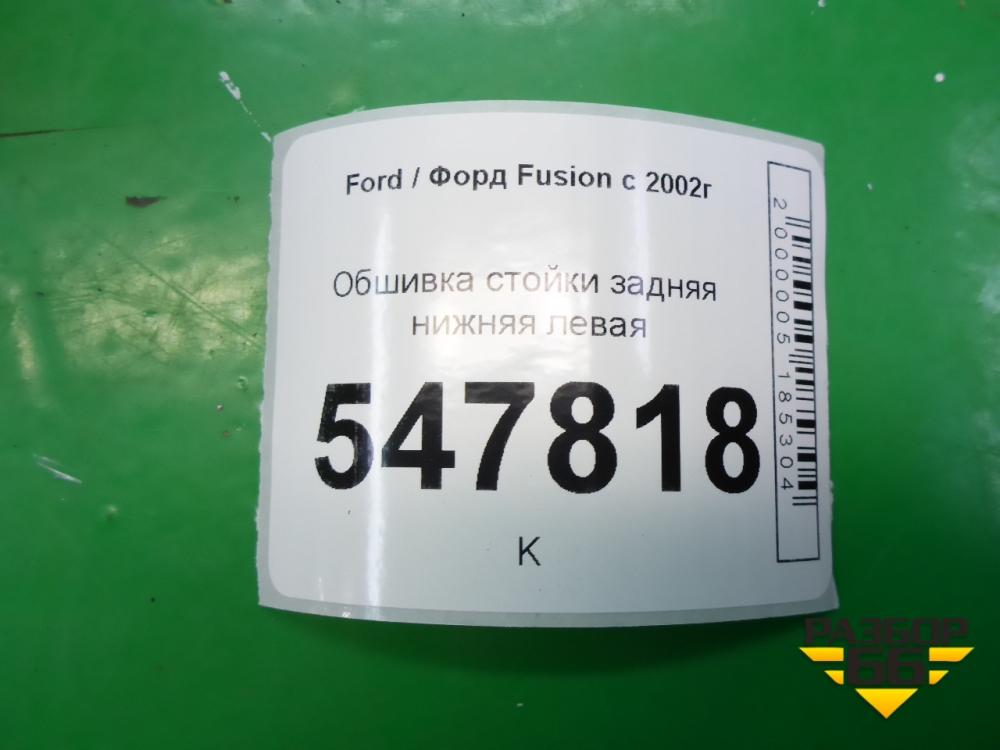 Ford / Форд Fusion с 2002г
Обшивка стойки задняя
нижняя левая
547818
К
2000005185304
РАЗБОР
66